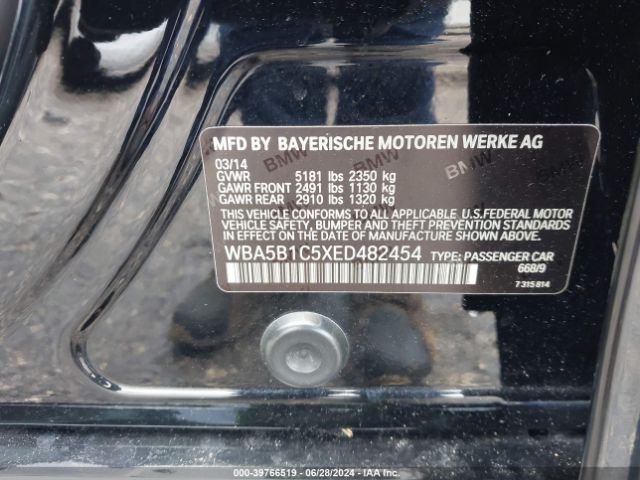 MFD BY BAYERISCHE MOTOREN WERKE AG
03/14
GVWR 5181 lbs 2350 kg
GAWR FRONT 2491 lbs 1130 kg
GAWR REAR 2910 lbs 1320 kg
THIS VEHICLE CONFORMS TO ALL APPLICABLE U.S. FEDERAL MOTOR
VEHICLE SAFETY, BUMPER, AND THEFT PREVENTION STANDARDS IN
EFFECT ON THE DATE OF MANUFACTURE SHOWN ABOVE.
WBA5B1C5XED482454 TYPE: PASSENGER CAR
668/9
7 315 814
000-39766519 - 06/28/2024 - IAA Inc.